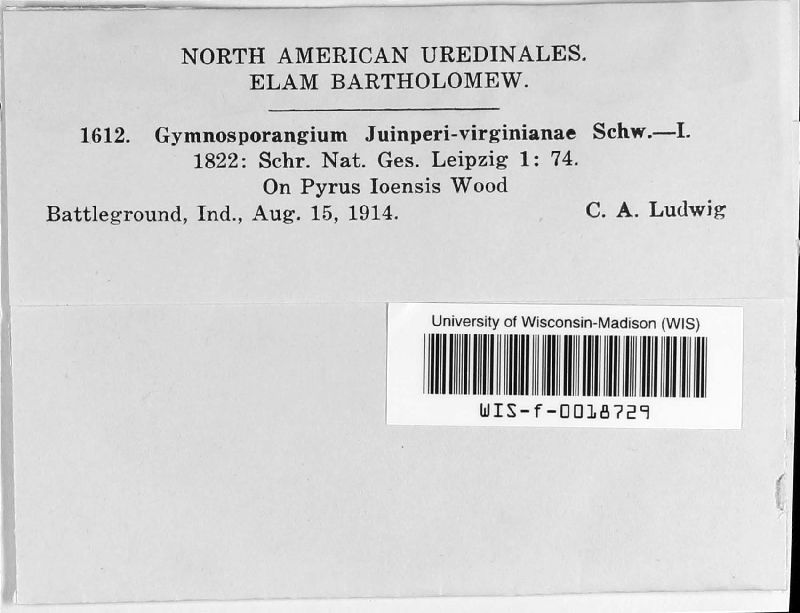 NORTH AMERICAN UREDINALES.
ELAM BARTHOLOMEW.
1612. Gymnosporangium Juinperi-virginianae Schw.—I.
1822: Schr. Nat. Ges. Leipzig 1: 74.
On Pyrus Ioensis Wood
Battleground, Ind., Aug. 15, 1914. C. A. Ludwig
University of Wisconsin-Madison (WIS)
WIS-f-0018729